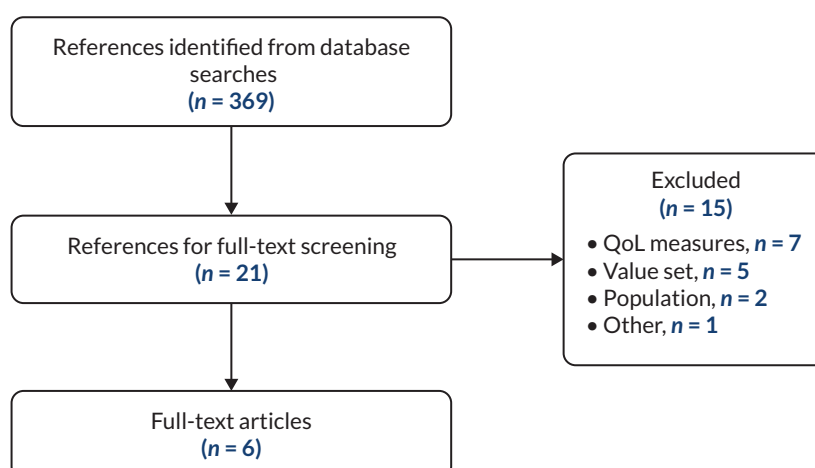 References identified from database
searches
(n = 369)
References for full-text screening
(n = 21)
Excluded
(n = 15)
• QoL measures, n = 7
• Value set, n = 5
• Population, n = 2
• Other, n = 1
Full-text articles
(n = 6)